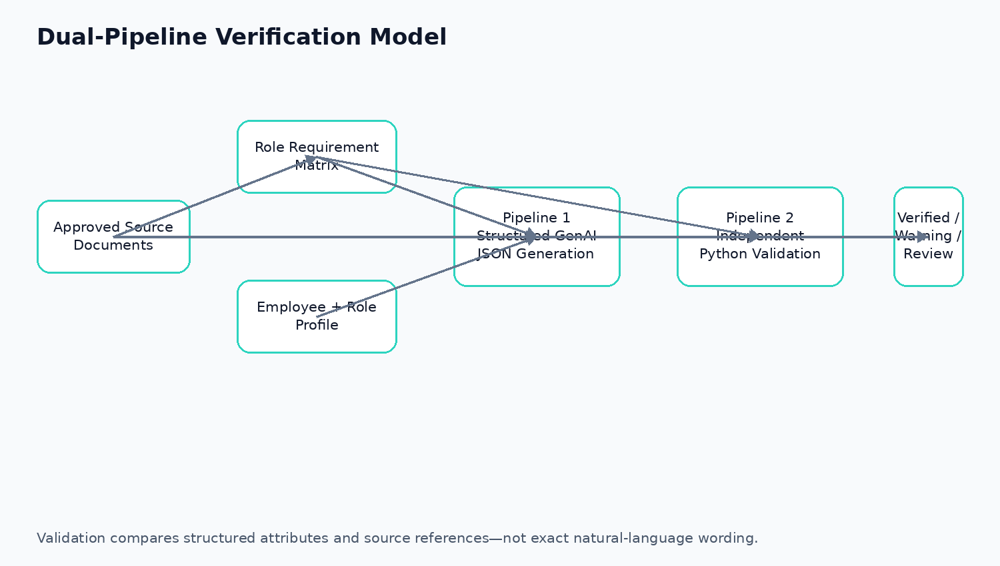 Dual-Pipeline Verification Model
Role Requirement
Matrix
Approved Source
Documents
Employee + Role
Profile
Pipeline 1
Structured GenAI
JSON Generation
Pipeline 2
Independent
Python Validation
Verified /
Warning /
Review
Validation compares structured attributes and source references—not exact natural-language wording.